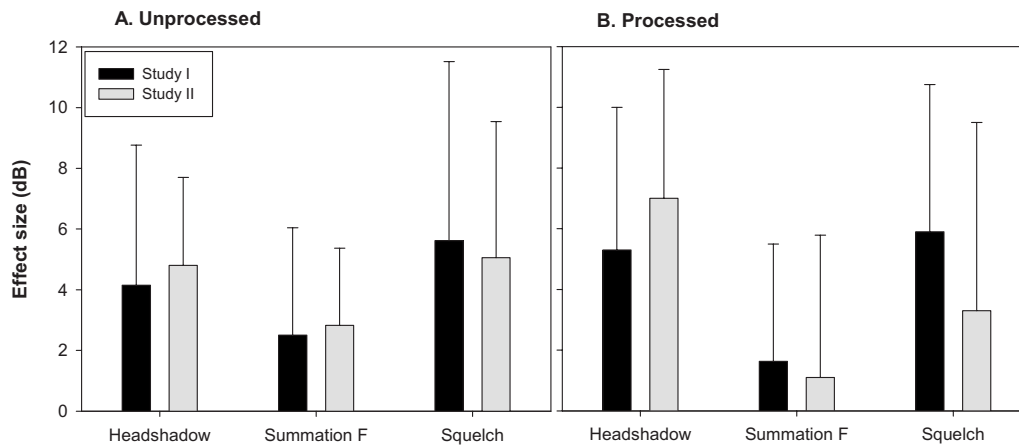 A. Unprocessed
B. Processed
12
10
8
6
4
2
0
Effect size (dB)
Study I
Study II
Headshadow Summation F Squelch
Headshadow Summation F Squelch